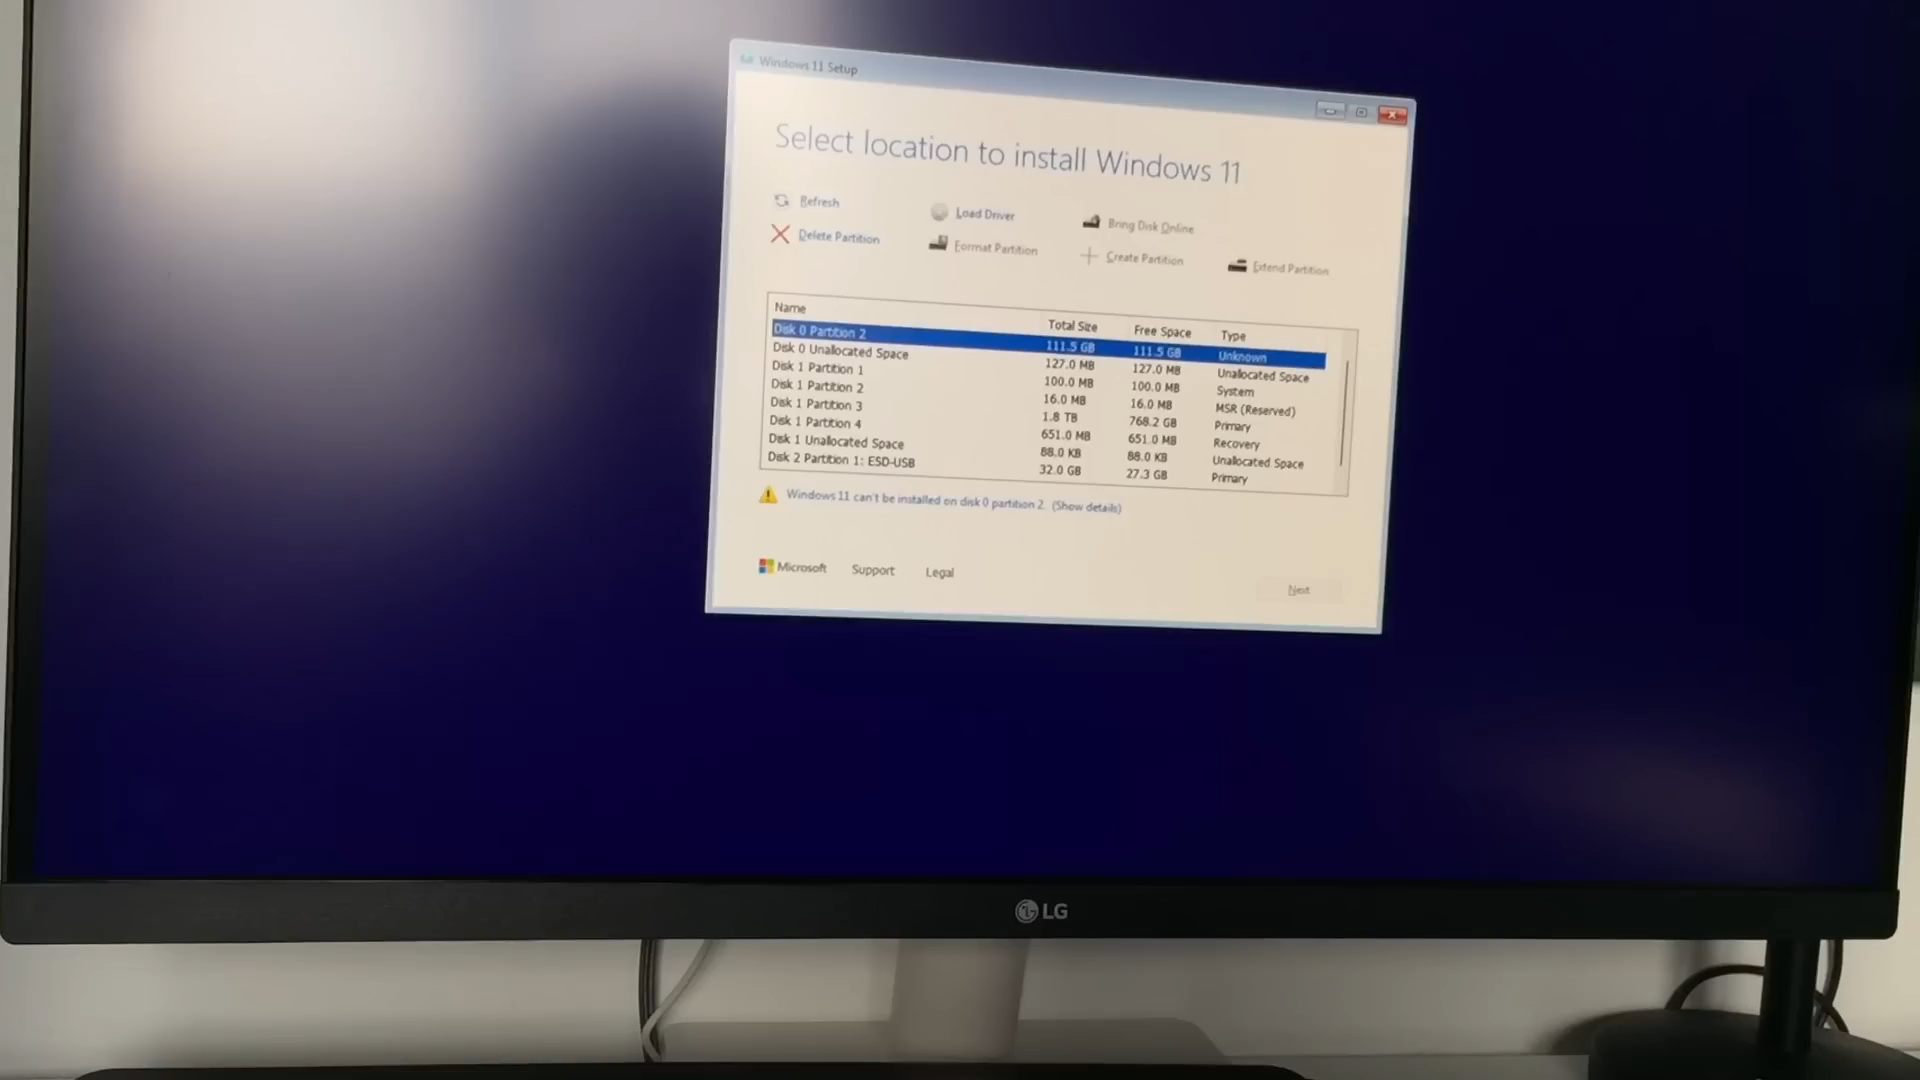 Windows 11 Setup
Select location to install Windows 11
Refresh
Load Driver
Bring Disk Online
Delete Partition
Format Partition
Create Partition
Extend Partition
Name Total Size Free Space Type
Disk 0 Partition 2 111.5 GB 111.5 GB Unknown
Disk 0 Unallocated Space 127.0 MB 127.0 MB Unallocated Space
Disk 1 Partition 1 100.0 MB 100.0 MB System
Disk 1 Partition 2 16.0 MB 16.0 MB MSR (Reserved)
Disk 1 Partition 3 1.8 TB 768.2 GB Primary
Disk 1 Partition 4 651.0 MB 651.0 MB Recovery
Disk 1 Unallocated Space 88.0 KB 88.0 KB Unallocated Space
Disk 2 Partition 1: ESD-USB 32.0 GB 27.3 GB Primary
Windows 11 can't be installed on disk 0 partition 2. (Show details)
Microsoft Support Legal
Next
LG